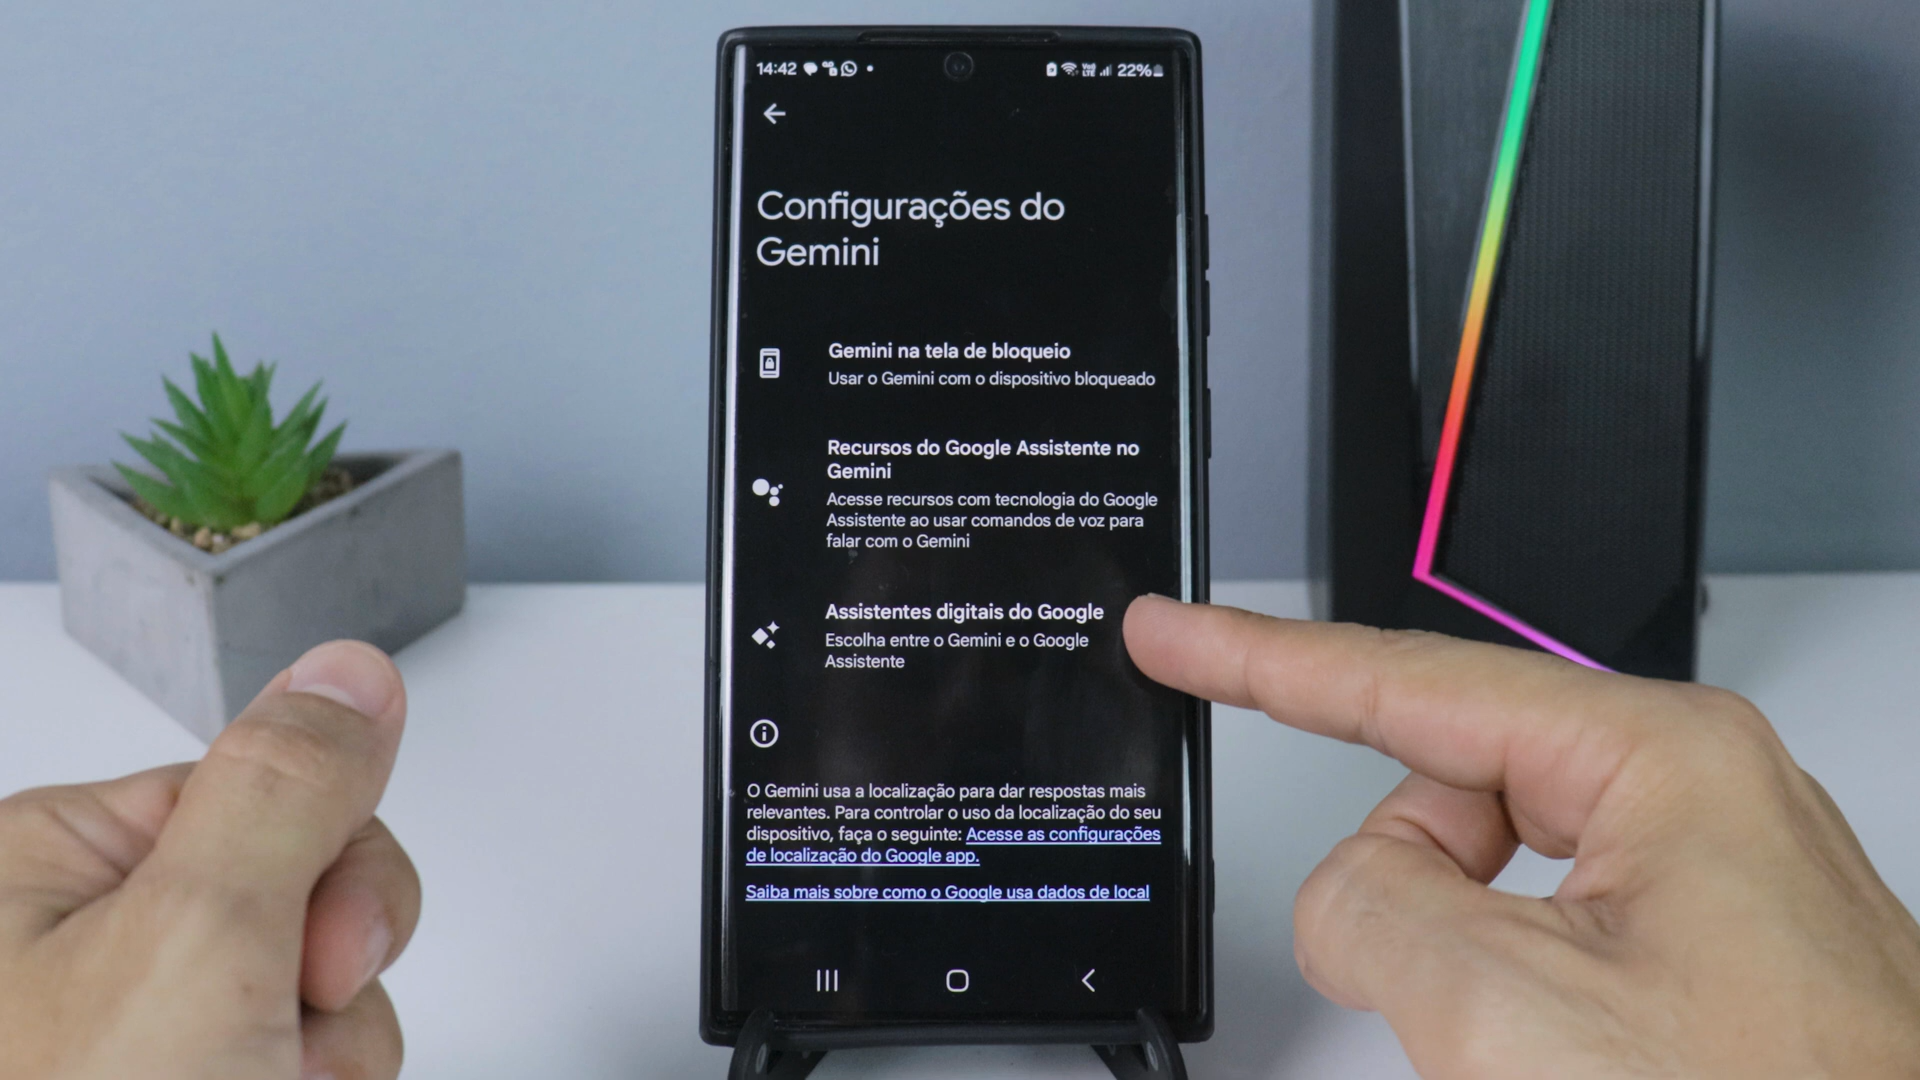 14:42 22%
Configurações do
Gemini
Gemini na tela de bloqueio
Usar o Gemini com o dispositivo bloqueado
Recursos do Google Assistente no
Gemini
Acesse recursos com tecnologia do Google
Assistente ao usar comandos de voz para
falar com o Gemini
Assistentes digitais do Google
Escolha entre o Gemini e o Google
Assistente
O Gemini usa a localização para dar respostas mais
relevantes. Para controlar o uso da localização do seu
dispositivo, faça o seguinte: Acesse as configurações
de localização do Google app.
Saiba mais sobre como o Google usa dados de local